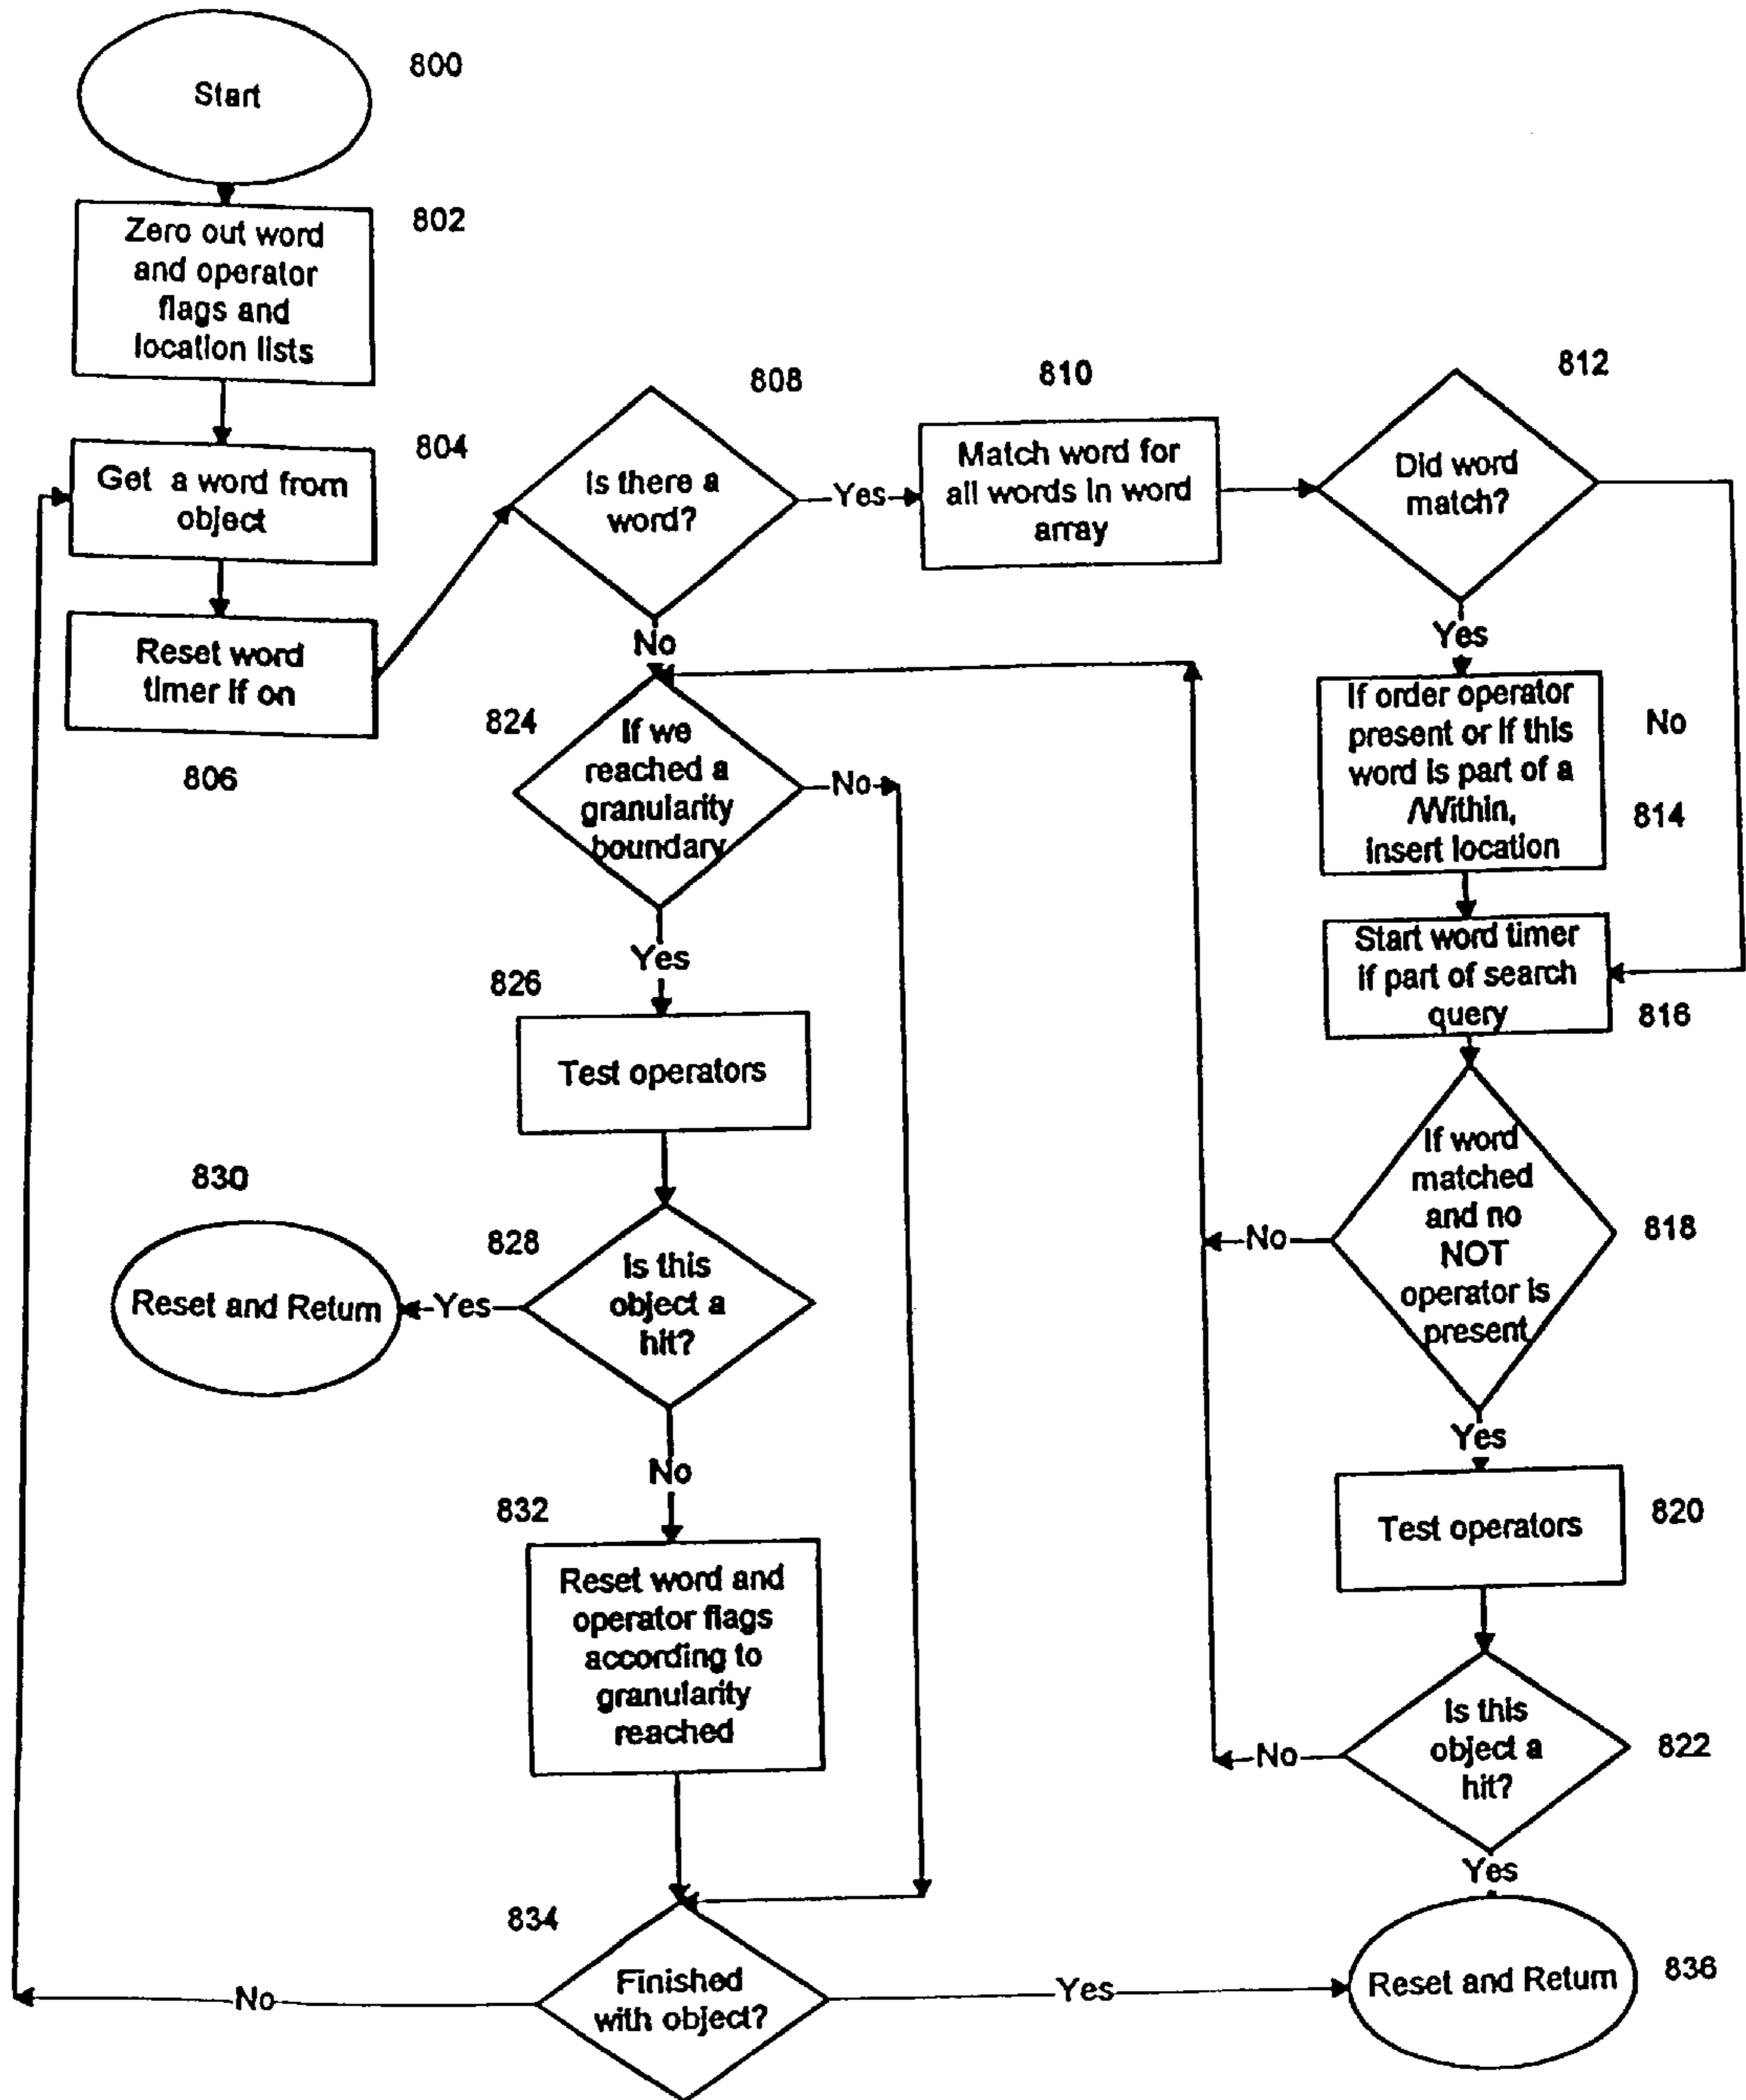 800
Start
802
Zero out word
and operator
flags and
location lists
804
Get a word from
object
Reset word
timer if on
806
808
Is there a
word?
Yes
No
810
Match word for
all words in word
array
812
Did word
match?
Yes
No
If order operator
present or if this
word is part of a
/Within,
insert location
814
Start word timer
if part of search
query
816
If word
matched
and no
NOT
operator is
present
818
No
Yes
Test operators
820
Is this
object a
hit?
822
No
Yes
824
If we
reached a
granularity
boundary
No
Yes
826
Test operators
828
Is this
object a
hit?
830
Reset and Return
Yes
No
832
Reset word and
operator flags
according to
granularity
reached
834
Finished
with object?
No
Yes
Reset and Return
836